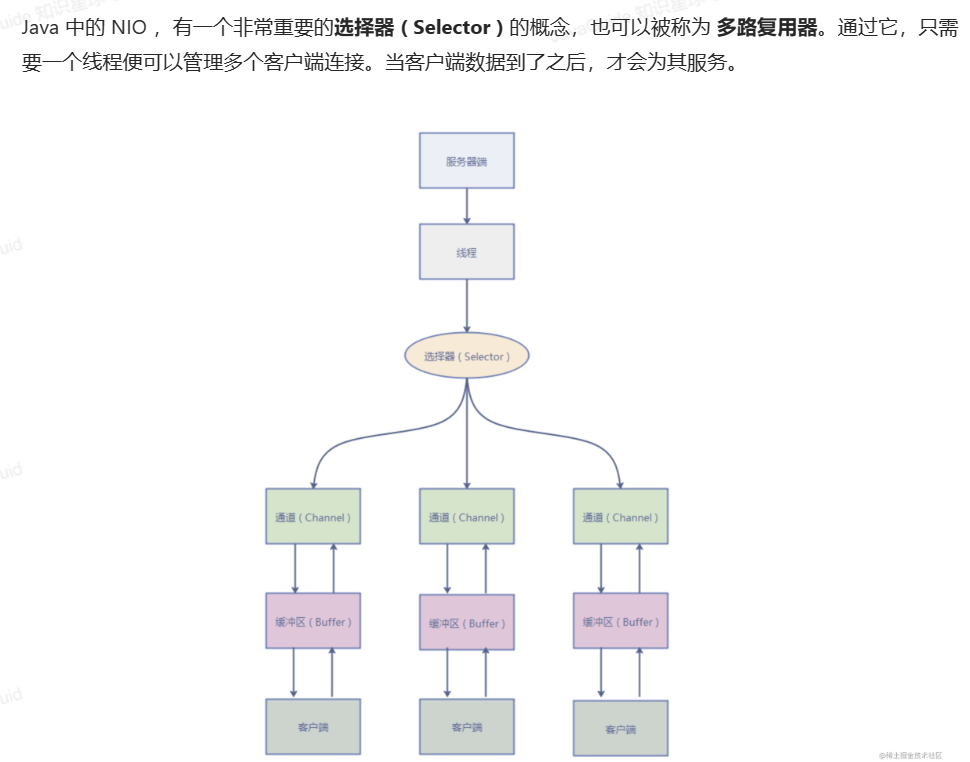 Java 中的 NIO ，有一个非常重要的选择器 ( Selector ) 的概念，也可以被称为 多路复用器。通过它，只需
要一个线程便可以管理多个客户端连接。当客户端数据到了之后，才会为其服务。
服务器端
线程
选择器 ( Selector )
通道 ( Channel ) 通道 ( Channel ) 通道 ( Channel )
缓冲区 ( Buffer ) 缓冲区 ( Buffer ) 缓冲区 ( Buffer )
客户端 客户端 客户端
@稀土掘金技术社区